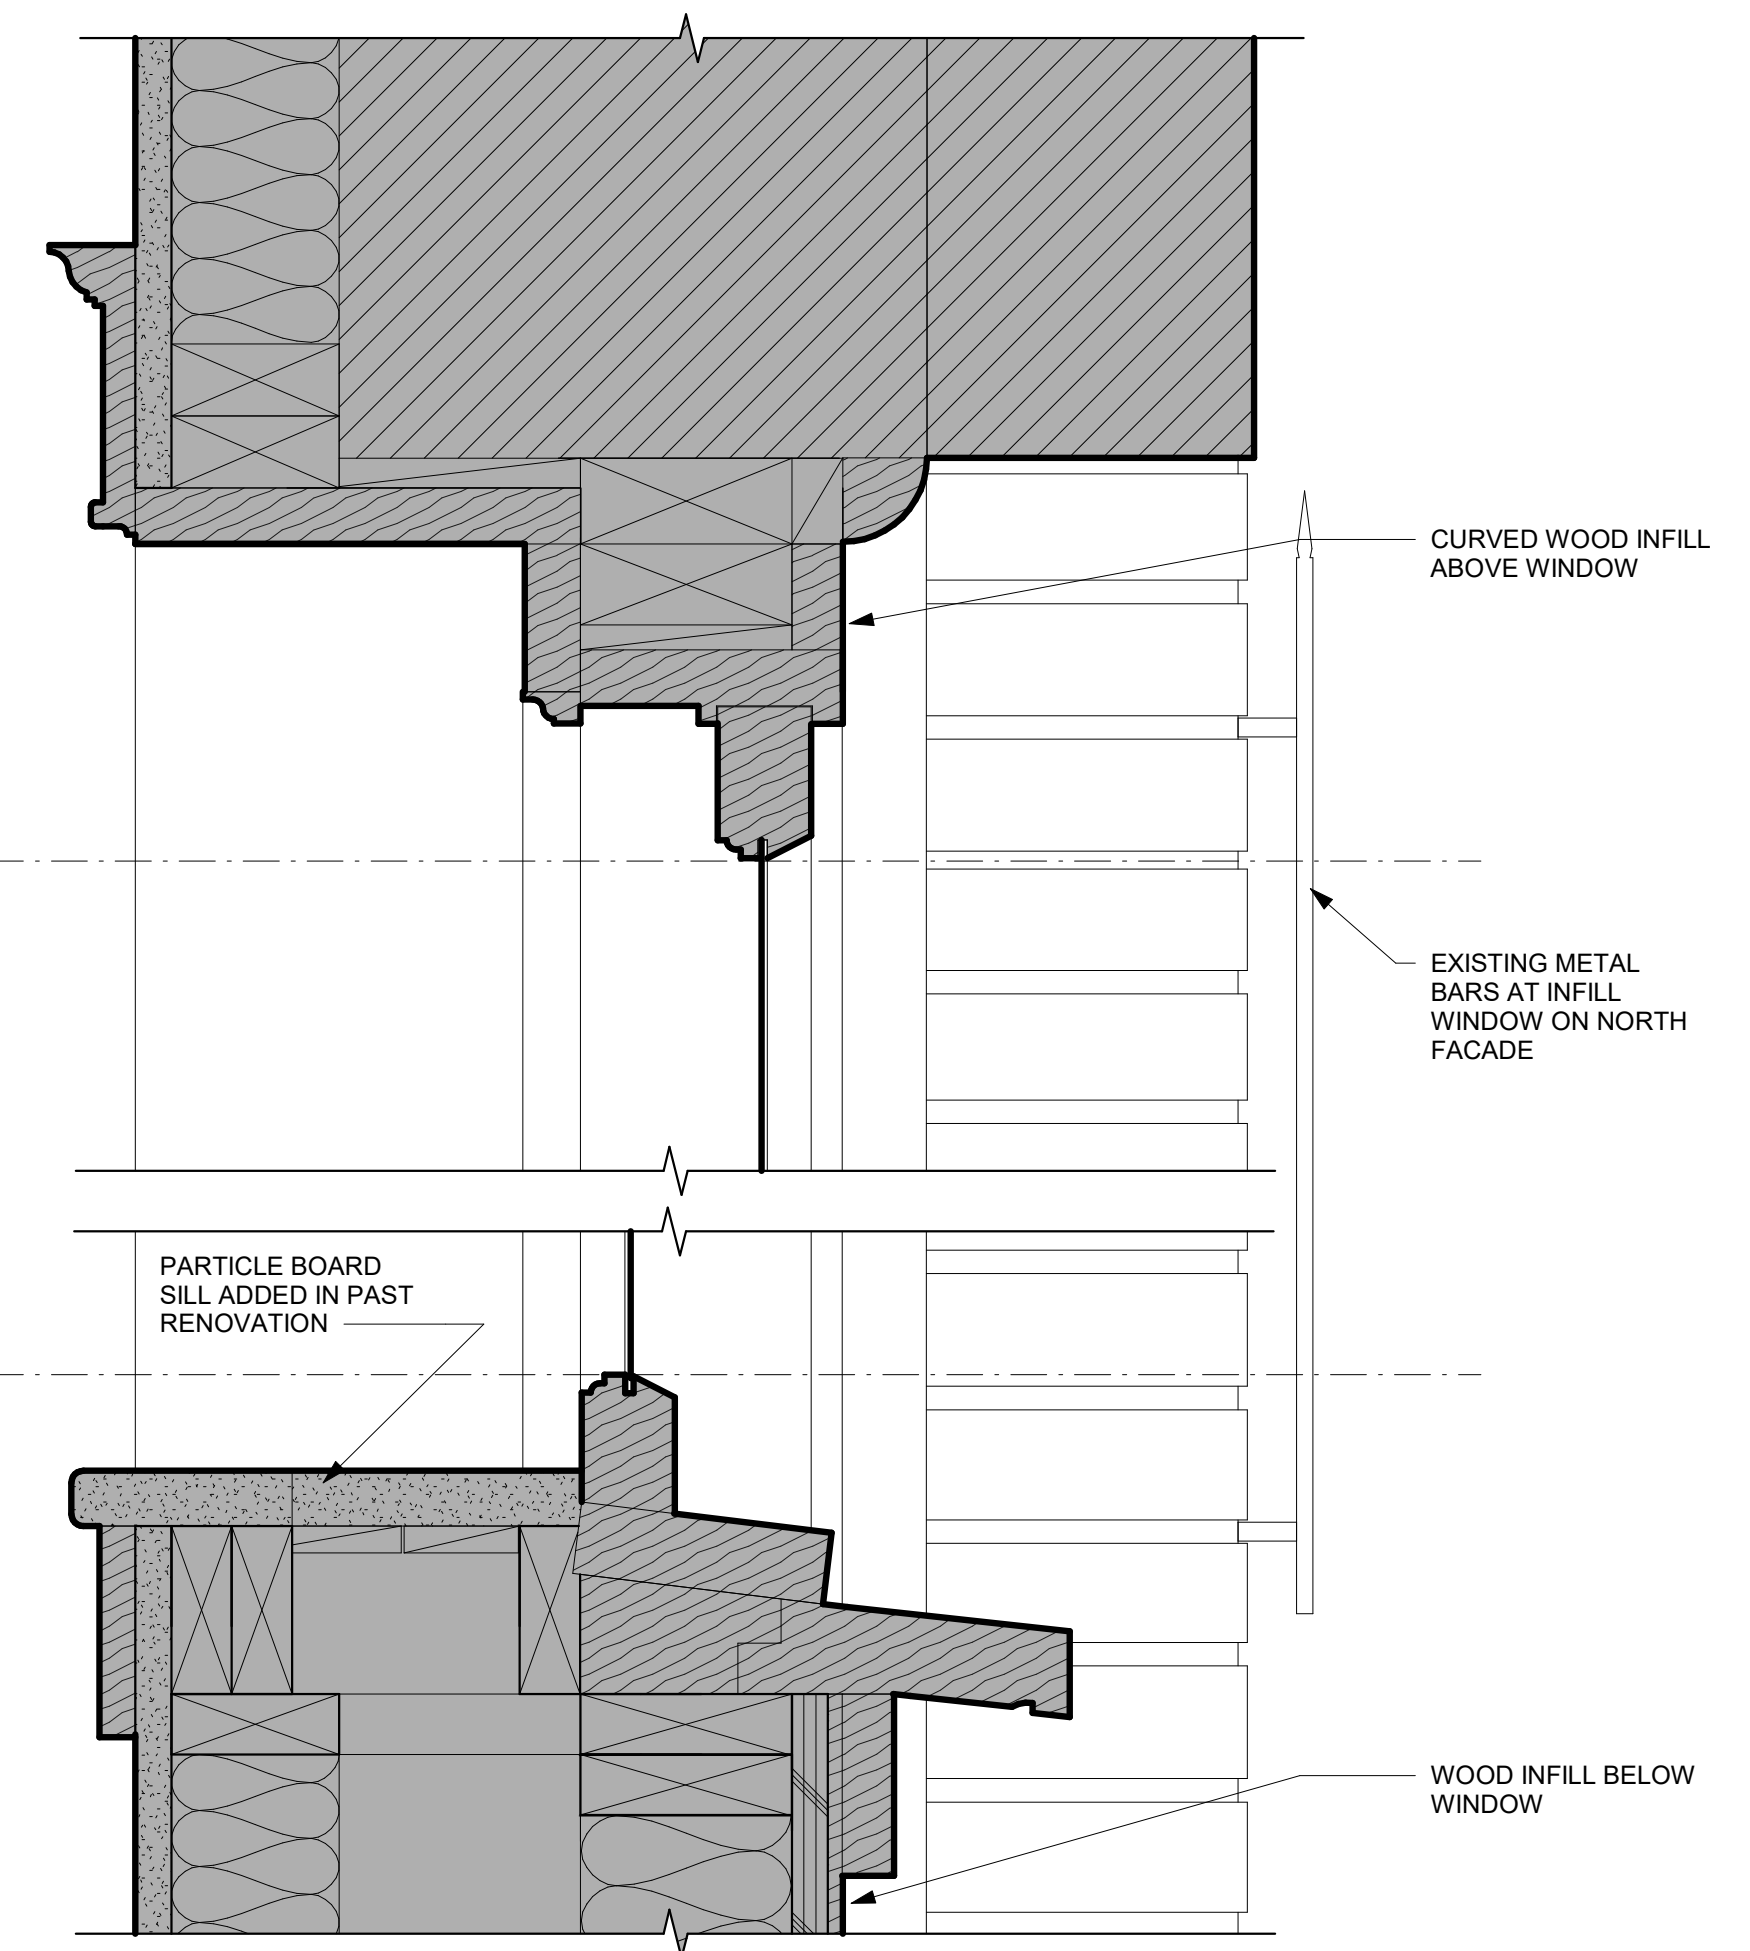 CURVED WOOD INFILL
ABOVE WINDOW
EXISTING METAL
BARS AT INFILL
WINDOW ON NORTH
FACADE
PARTICLE BOARD
SILL ADDED IN PAST
RENOVATION
WOOD INFILL BELOW
WINDOW